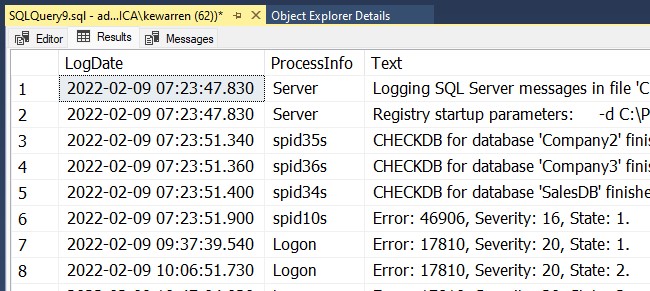 SQLQuery9.sql - ad...ICA\kewarren (62))* Object Explorer Details
Editor Results Messages
LogDate ProcessInfo Text
1 2022-02-09 07:23:47.830 Server Logging SQL Server messages in file 'C
2 2022-02-09 07:23:47.830 Server Registry startup parameters: -d C:\P
3 2022-02-09 07:23:51.340 spid35s CHECKDB for database 'Company2' finis
4 2022-02-09 07:23:51.360 spid36s CHECKDB for database 'Company3' finis
5 2022-02-09 07:23:51.400 spid34s CHECKDB for database 'SalesDB' finishe
6 2022-02-09 07:23:51.900 spid10s Error: 46906, Severity: 16, State: 1.
7 2022-02-09 09:37:39.540 Logon Error: 17810, Severity: 20, State: 1.
8 2022-02-09 10:06:51.730 Logon Error: 17810, Severity: 20, State: 2.